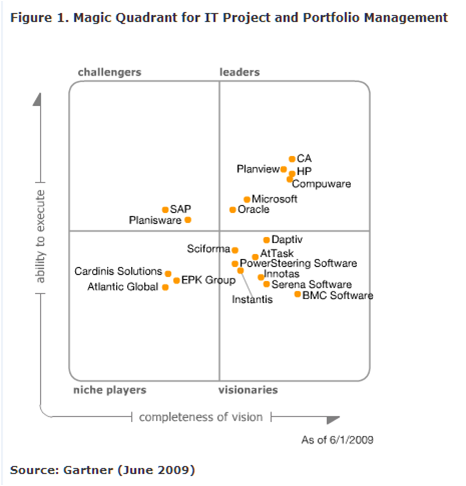 Figure 1. Magic Quadrant for IT Project and Portfolio Management
challengers
leaders
ability to execute
CA
Planview
HP
Compuware
Microsoft
SAP
Oracle
Planisware
Daptiv
Sciforma
AtTask
PowerSteering Software
Cardinis Solutions
Innotas
EPK Group
Serena Software
Atlantic Global
Instantis
BMC Software
niche players
visionaries
completeness of vision
As of 6/1/2009
Source: Gartner (June 2009)